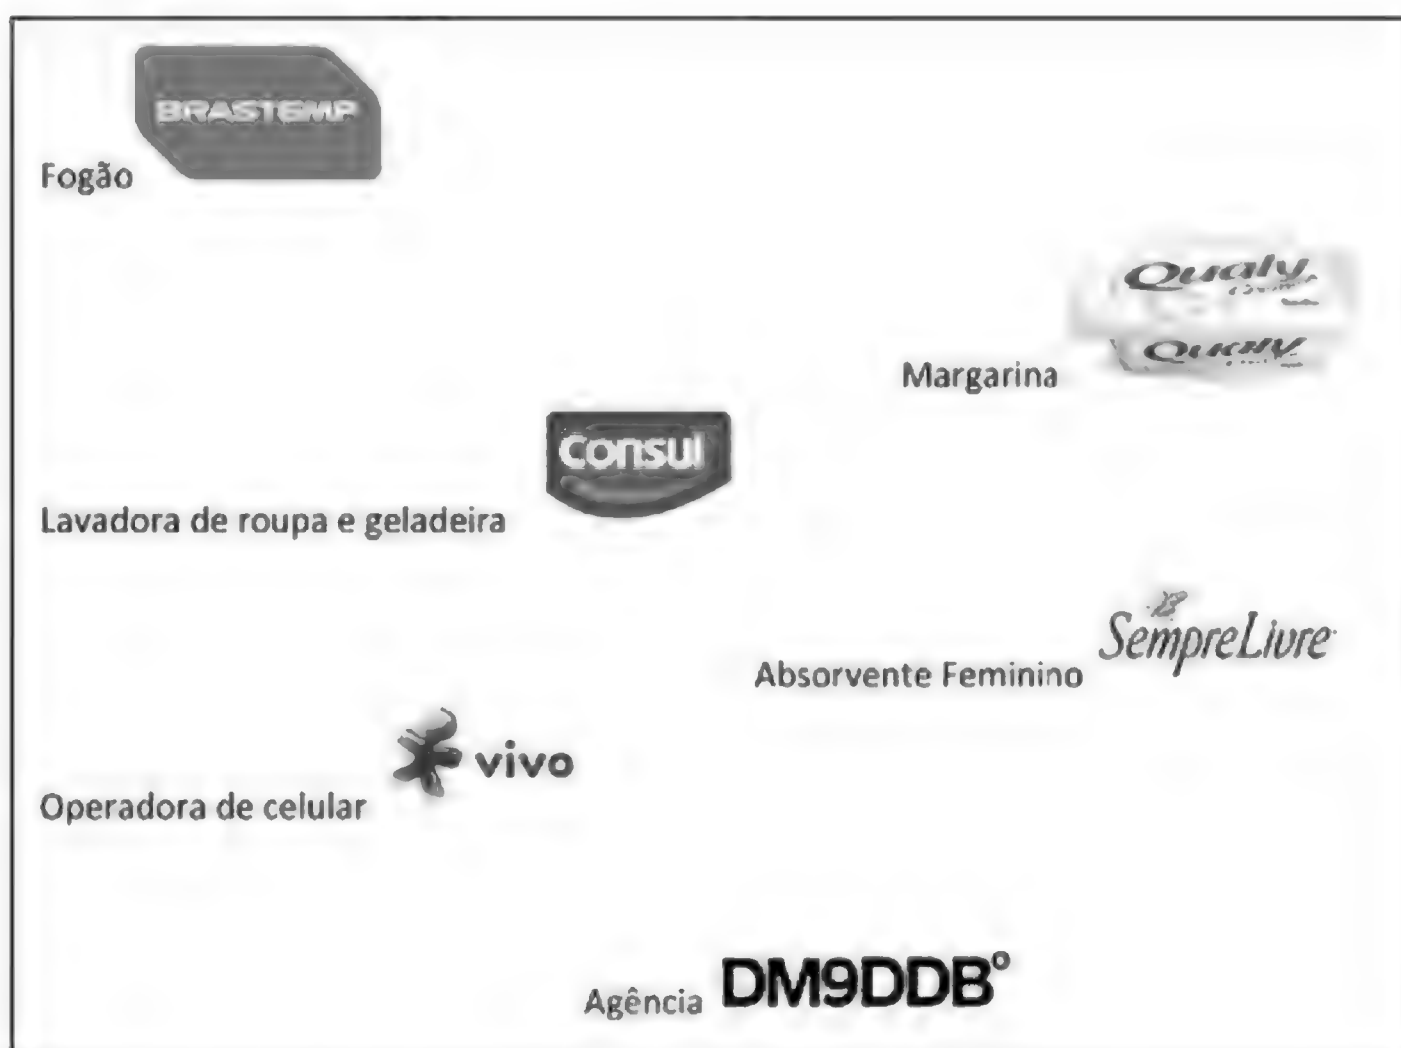 BRASTEMP
Fogão
Qualy
Qualy
Margarina
Consul
Lavadora de roupa e geladeira
SempreLivre
Absorvente Feminino
vivo
Operadora de celular
Agência DM9DDB°